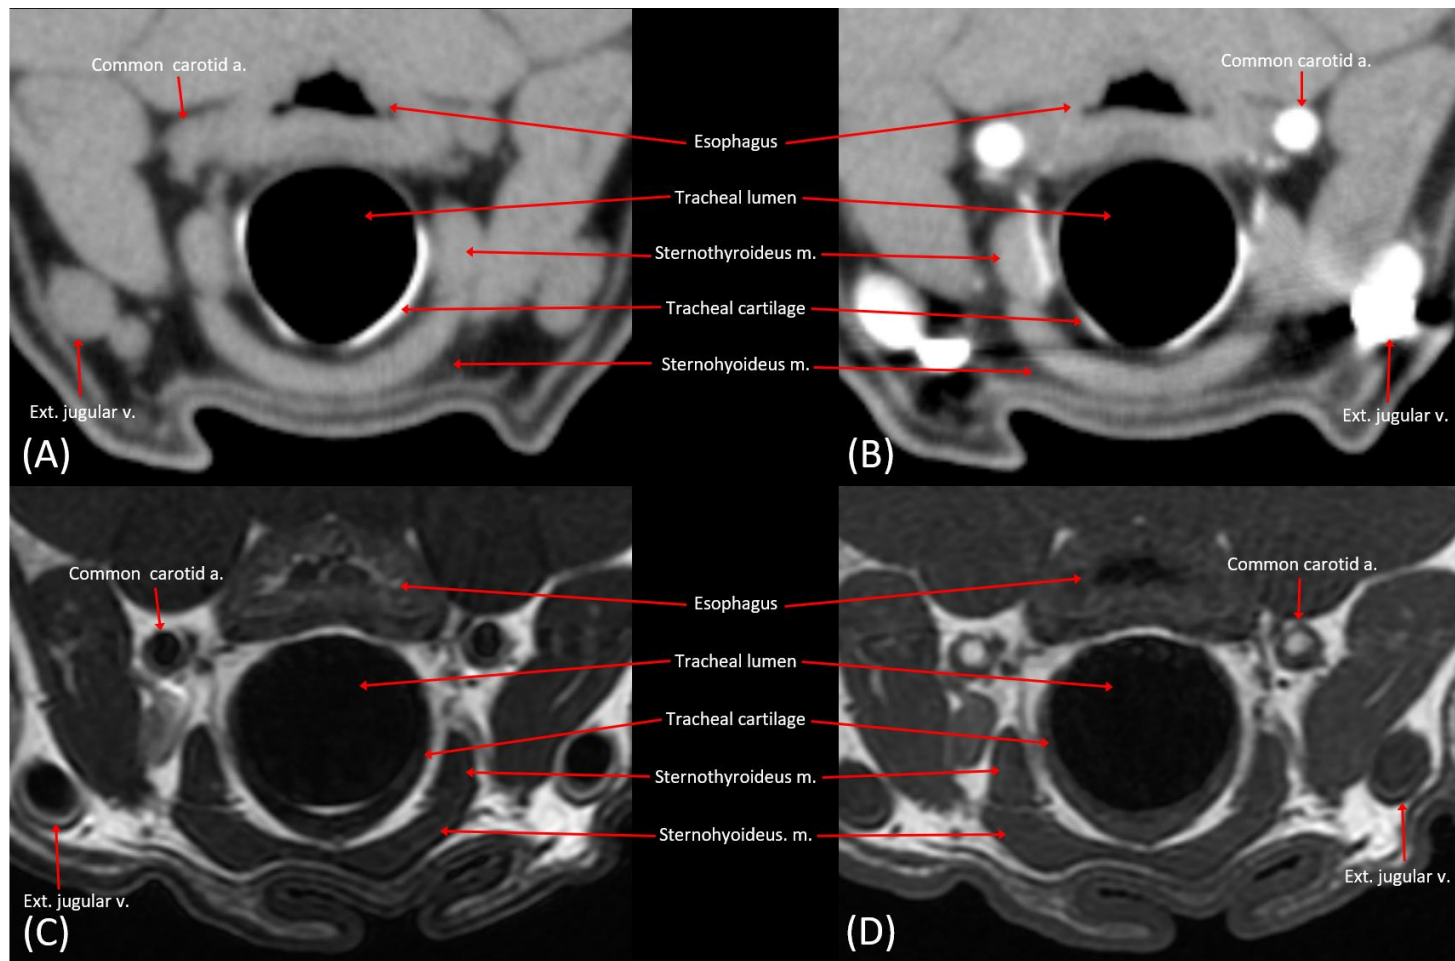 Common carotid a.
Common carotid a.
Esophagus
Tracheal lumen
Sternothyroideus m.
Tracheal cartilage
Sternohyoideus m.
Ext. jugular v.
Ext. jugular v.
(A)
(B)
Common  carotid a.
Common carotid a.
Esophagus
Tracheal lumen
Tracheal cartilage
Sternothyroideus m.
Sternohyoideus. m.
Ext. jugular v.
Ext. jugular v.
(C)
(D)